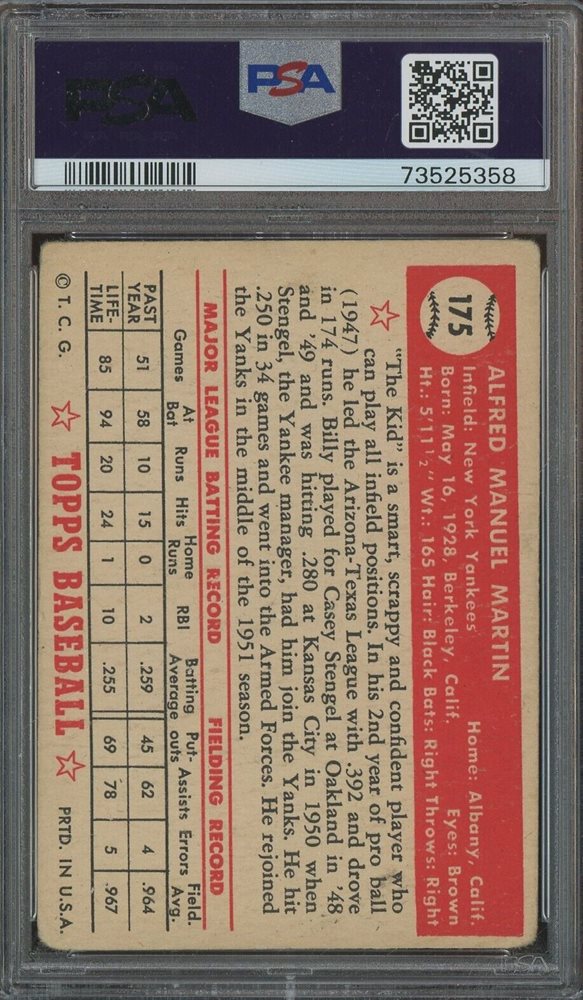 PSA
PSA
73525358
175
ALFRED MANUEL MARTIN
Infield: New York Yankees Home: Albany, Calif.
Born: May 16, 1928, Berkeley, Calif. Eyes: Brown
Ht.: 5'11½" Wt.: 165 Hair: Black Bats: Right Throws: Right
"The Kid" is a smart, scrappy and confident player who
can play all infield positions. In his 2nd year of pro ball
(1947) he led the Arizona-Texas League with .392 and drove
in 174 runs. Billy played for Casey Stengel at Oakland in '48
and '49 and was hitting .280 at Kansas City in 1950 when
Stengel, the Yankee manager, had him join the Yanks. He hit
.250 in 34 games and went into the Armed Forces. He rejoined
the Yanks in the middle of the 1951 season.
MAJOR LEAGUE BATTING RECORD FIELDING RECORD
Games At Bat Runs Hits Home Runs RBI Batting Average Put-outs Assists Errors Field. Avg.
PAST YEAR 51 58 10 15 0 2 .259 45 62 4 .964
LIFE-TIME 85 94 20 24 1 10 .255 69 78 5 .967
© T. C. G. TOPPS BASEBALL PRTD. IN U.S.A.
PSA